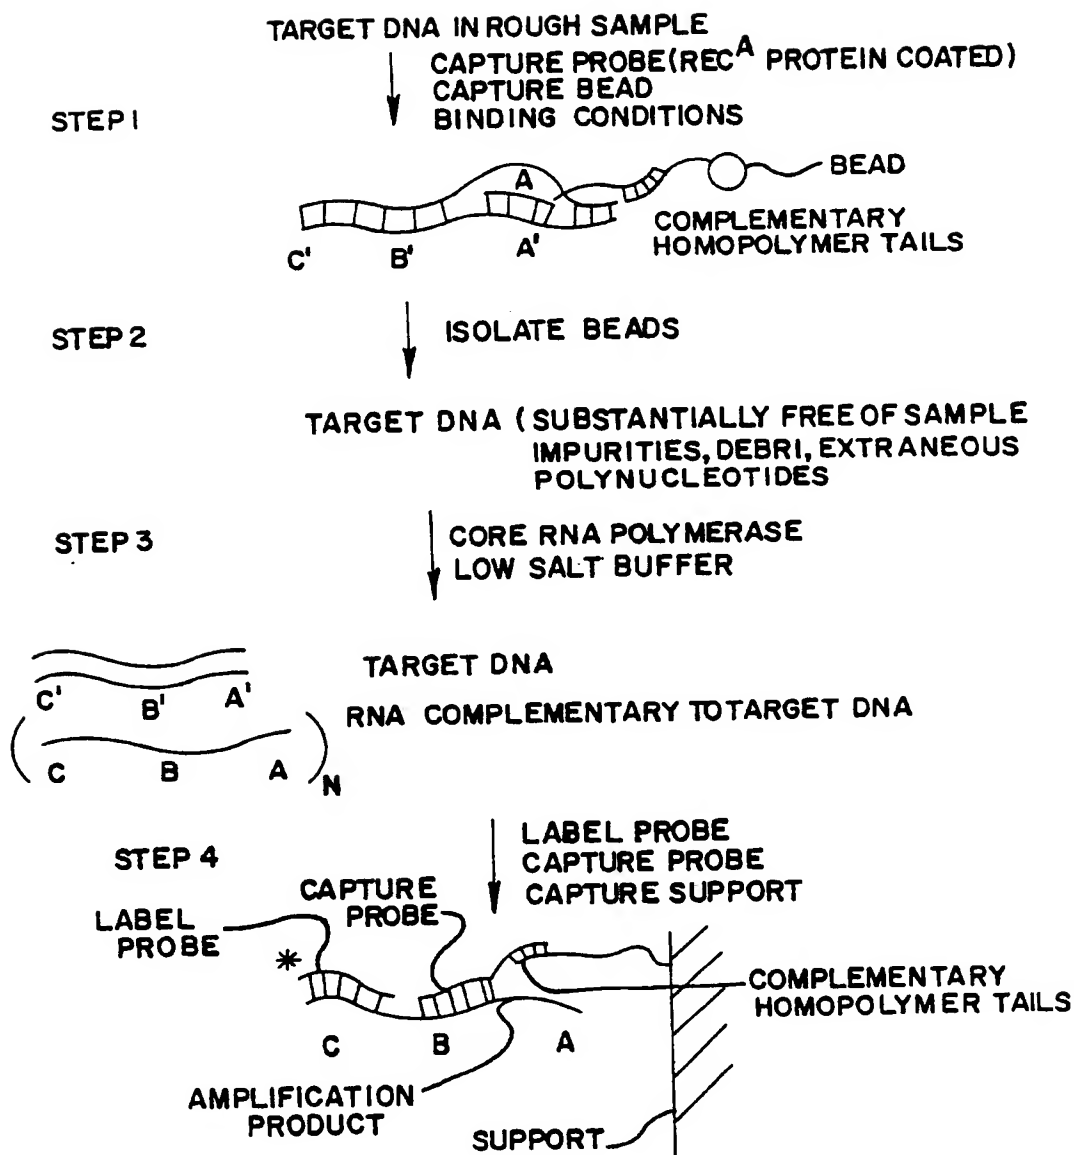 TARGET DNA IN ROUGH SAMPLE
CAPTURE PROBE (REC^A PROTEIN COATED)
CAPTURE BEAD
BINDING CONDITIONS
STEP 1
A
BEAD
COMPLEMENTARY
HOMOPOLYMER TAILS
C' B' A'
STEP 2
ISOLATE BEADS
TARGET DNA (SUBSTANTIALLY FREE OF SAMPLE
IMPURITIES, DEBRI, EXTRANEOUS
POLYNUCLEOTIDES
STEP 3
CORE RNA POLYMERASE
LOW SALT BUFFER
TARGET DNA
C' B' A'
RNA COMPLEMENTARY TO TARGET DNA
( C B A )N
STEP 4
LABEL PROBE
CAPTURE PROBE
CAPTURE SUPPORT
CAPTURE
PROBE
LABEL
PROBE
*
COMPLEMENTARY
HOMOPOLYMER TAILS
C B A
AMPLIFICATION
PRODUCT
SUPPORT